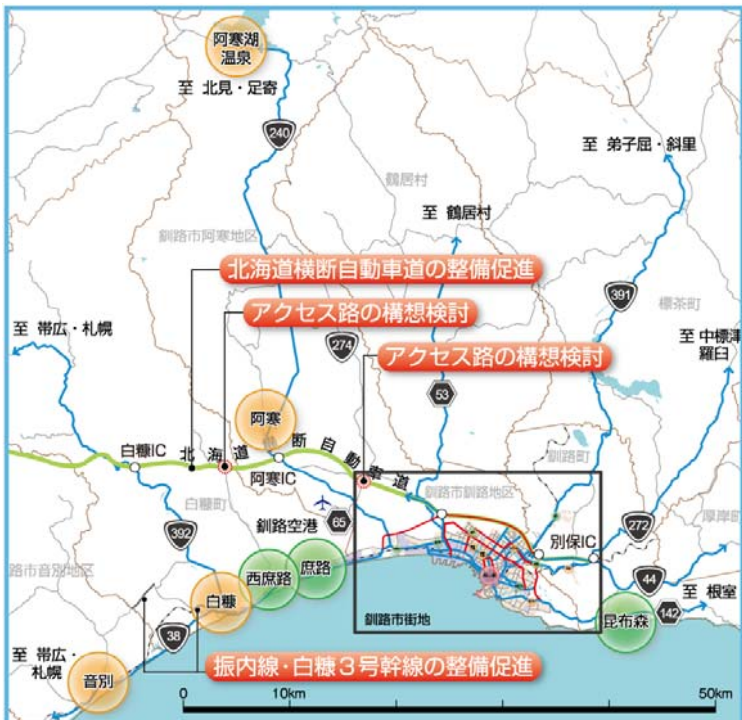 阿寒湖
温泉
至 北見・足寄
240
至 弟子屈・斜里
鶴居村
至 鶴居村
釧路市阿寒地区
北海道横断自動車道の整備促進
391
標茶町
アクセス路の構想検討
至 帯広・札幌
274
至 中標津
羅臼
アクセス路の構想検討
53
阿寒
釧路町
白糠IC
北海道
断自動車道
阿寒IC
釧路市釧路地区
白糠町
釧路空港
65
別保IC
272
厚岸町
392
44
庶路
西庶路
至 根室
路市音別地区
白糠
142
釧路市街地
昆布森
38
至 帯広・
札幌
振内線・白糠3号幹線の整備促進
音別
0
10km
50km